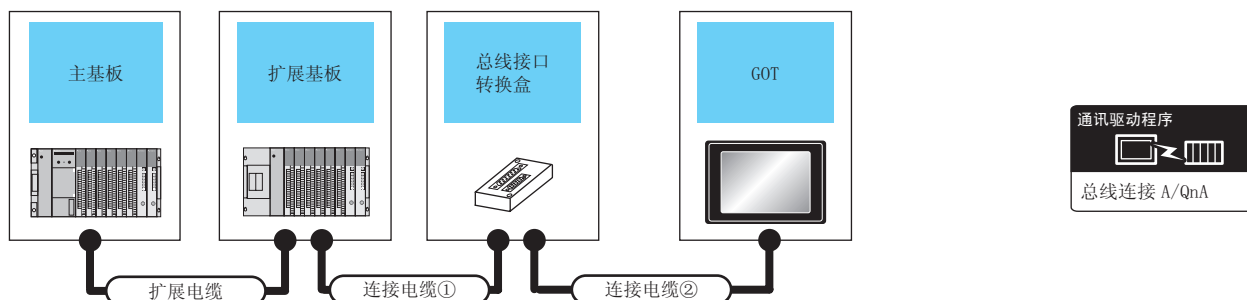 主基板
扩展基板
总线接口
转换盒
GOT
通讯驱动程序
总线连接 A/QnA
扩展电缆
连接电缆①
连接电缆②